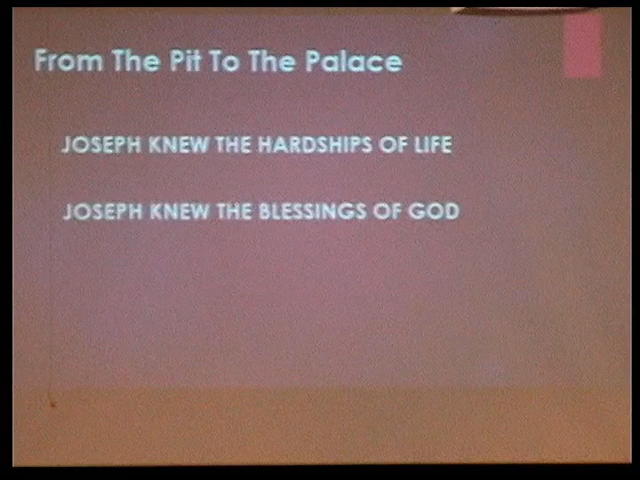 From The Pit To The Palace
JOSEPH KNEW THE HARDSHIPS OF LIFE
JOSEPH KNEW THE BLESSINGS OF GOD